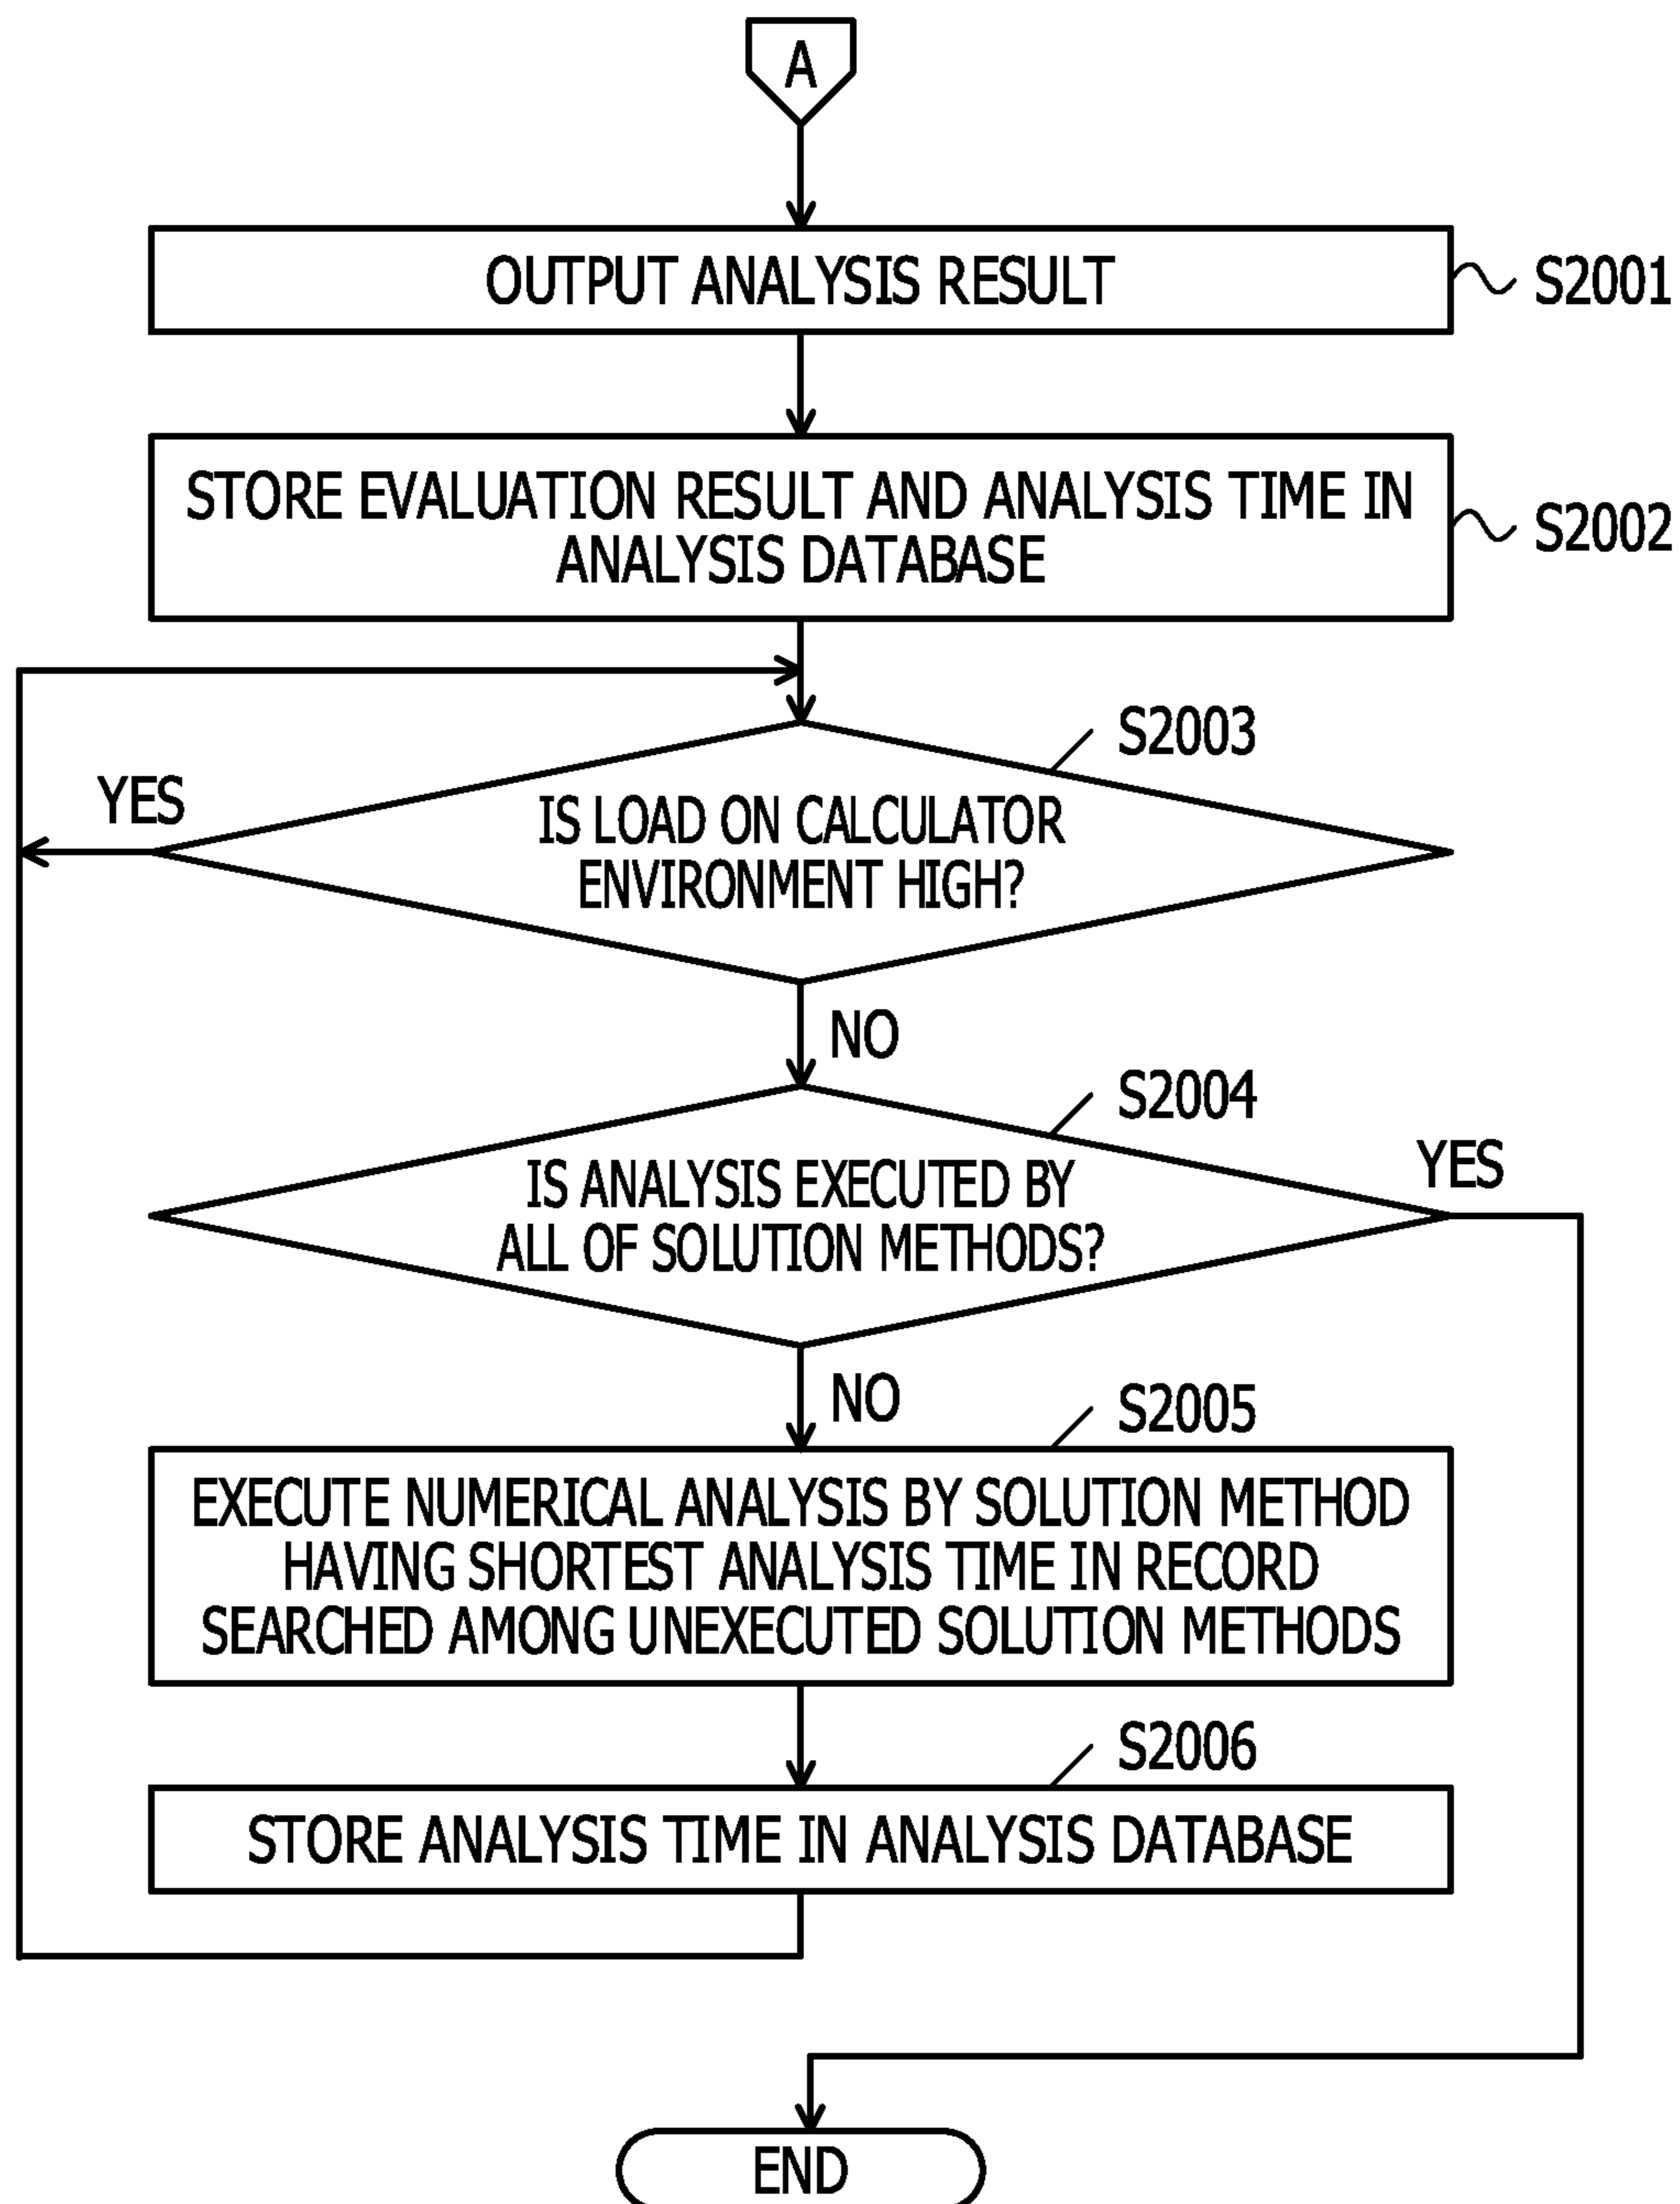 A
OUTPUT ANALYSIS RESULT
S2001
STORE EVALUATION RESULT AND ANALYSIS TIME IN
ANALYSIS DATABASE
S2002
S2003
YES
IS LOAD ON CALCULATOR
ENVIRONMENT HIGH?
NO
S2004
YES
IS ANALYSIS EXECUTED BY
ALL OF SOLUTION METHODS?
NO
S2005
EXECUTE NUMERICAL ANALYSIS BY SOLUTION METHOD
HAVING SHORTEST ANALYSIS TIME IN RECORD
SEARCHED AMONG UNEXECUTED SOLUTION METHODS
S2006
STORE ANALYSIS TIME IN ANALYSIS DATABASE
END